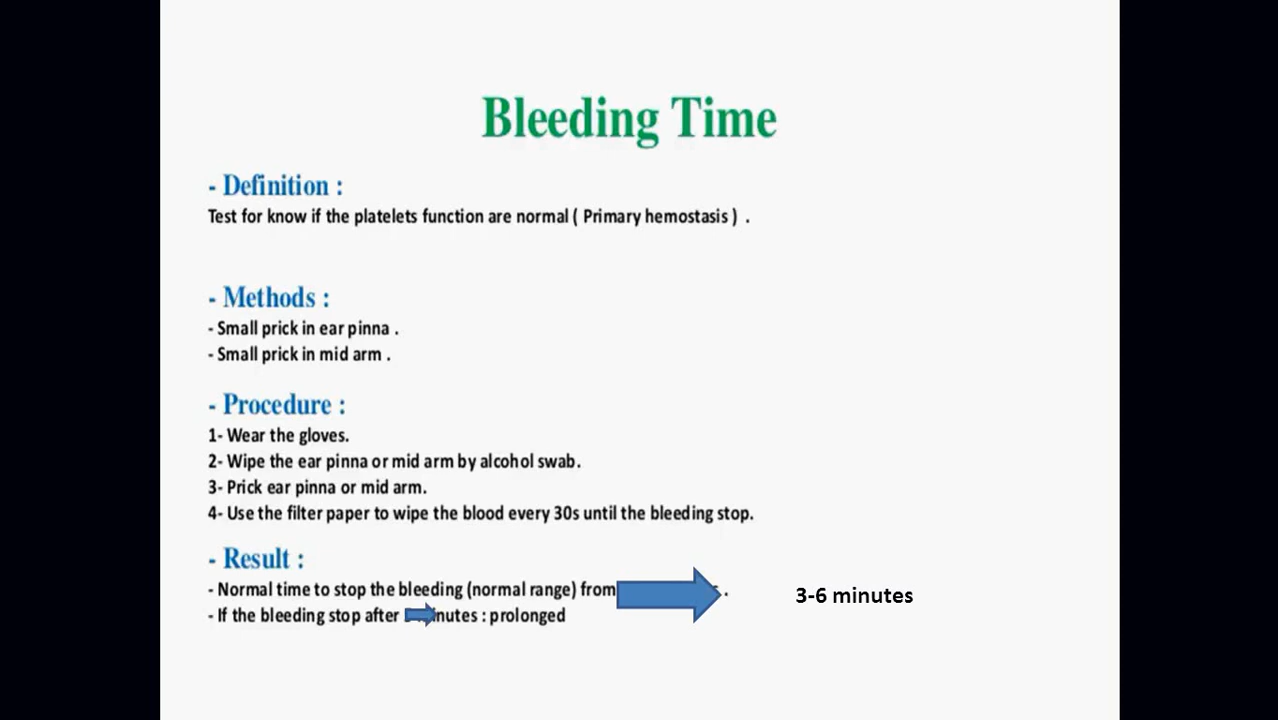 Bleeding Time
- Definition :
Test for know if the platelets function are normal ( Primary hemostasis ) .
- Methods :
- Small prick in ear pinna .
- Small prick in mid arm .
- Procedure :
1- Wear the gloves.
2- Wipe the ear pinna or mid arm by alcohol swab.
3- Prick ear pinna or mid arm.
4- Use the filter paper to wipe the blood every 30s until the bleeding stop.
- Result :
- Normal time to stop the bleeding (normal range) from . 3-6 minutes
- If the bleeding stop after nutes : prolonged